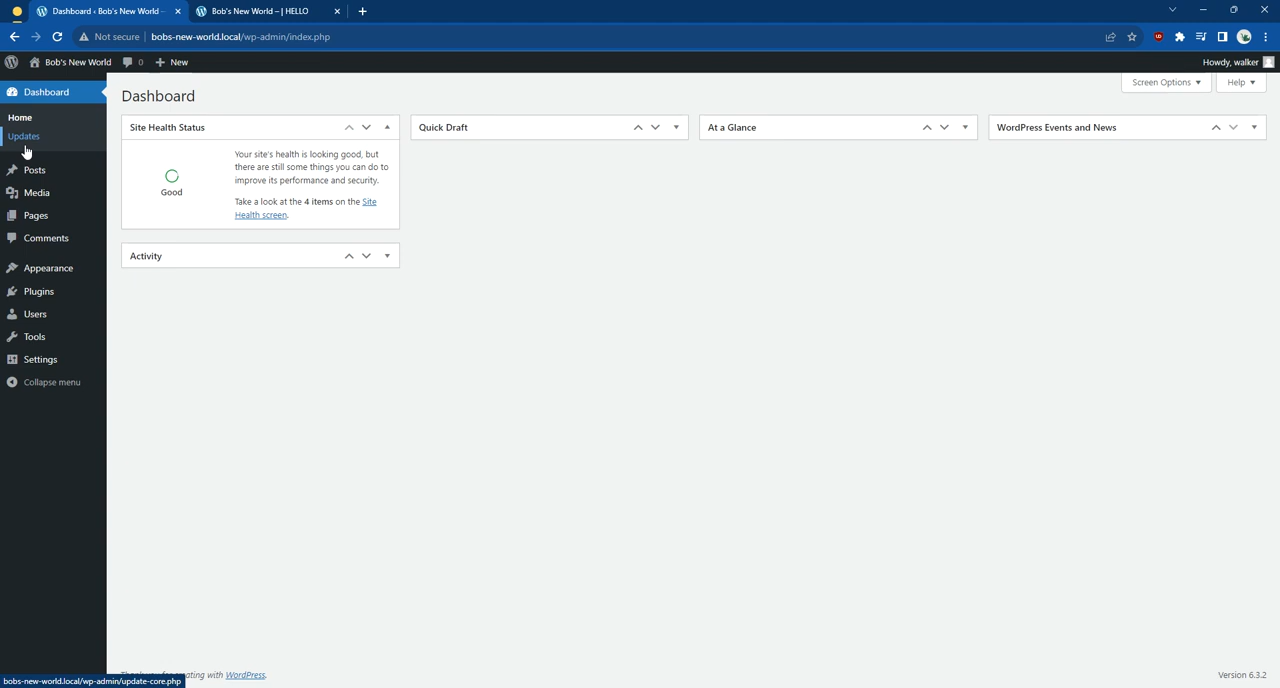 Dashboard ‹ Bob's New World –
Bob's New World – | HELLO
Not secure | bobs-new-world.local/wp-admin/index.php
Bob's New World 0 New
Howdy, walker
Dashboard
Home
Updates
Posts
Media
Pages
Comments
Appearance
Plugins
Users
Tools
Settings
Collapse menu
Screen Options
Help
Dashboard
Site Health Status
Good
Your site's health is looking good, but
there are still some things you can do to
improve its performance and security.
Take a look at the 4 items on the Site
Health screen.
Activity
Quick Draft
At a Glance
WordPress Events and News
with WordPress.
Version 6.3.2
bobs-new-world.local/wp-admin/update-core.php